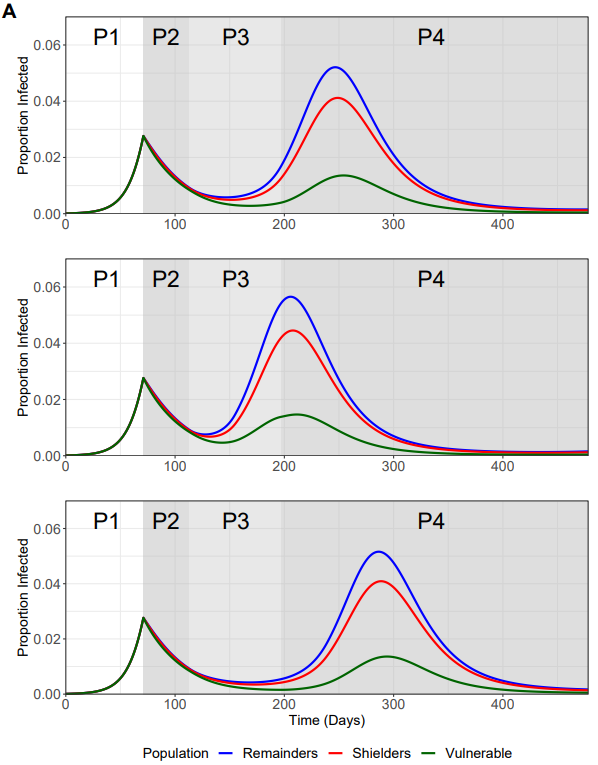 A
P1 P2 P3 P4
Proportion Infected
0.06
0.04
0.02
0.00
0 100 200 300 400
P1 P2 P3 P4
Proportion Infected
0.06
0.04
0.02
0.00
0 100 200 300 400
P1 P2 P3 P4
Proportion Infected
0.06
0.04
0.02
0.00
0 100 200 300 400
Time (Days)
Population Remainders Shielders Vulnerable